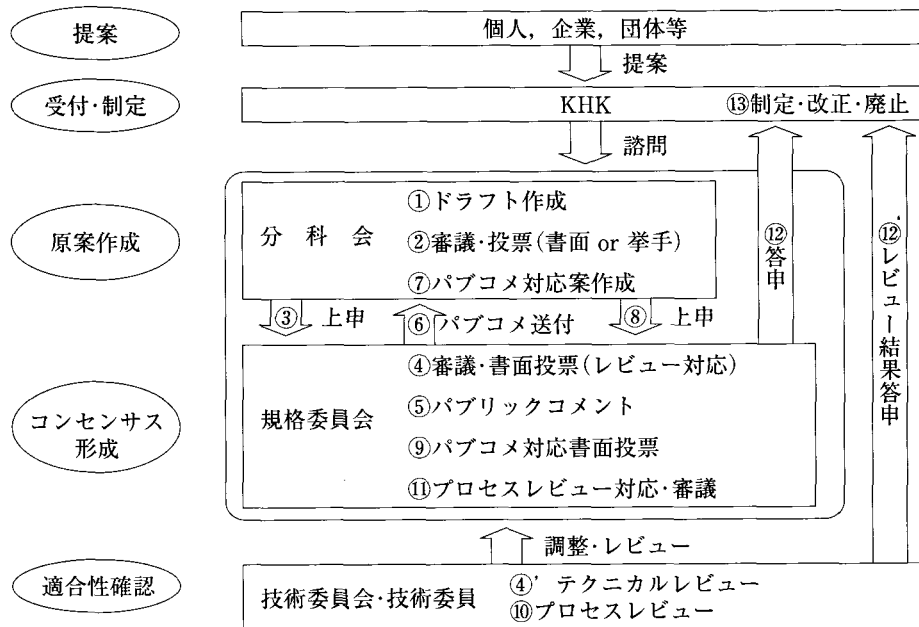 提案
個人，企業，団体等
提案
受付・制定
KHK
⑬制定・改正・廃止
諮問
原案作成
分科会
①ドラフト作成
②審議・投票(書面 or 挙手)
⑦パブコメ対応案作成
③ 上申
⑥パブコメ送付
⑧ 上申
⑫答申
⑫'レビュー結果答申
コンセンサス
形成
規格委員会
④審議・書面投票(レビュー対応)
⑤パブリックコメント
⑨パブコメ対応書面投票
⑪プロセスレビュー対応・審議
調整・レビュー
適合性確認
技術委員会・技術委員
④' テクニカルレビュー
⑩プロセスレビュー